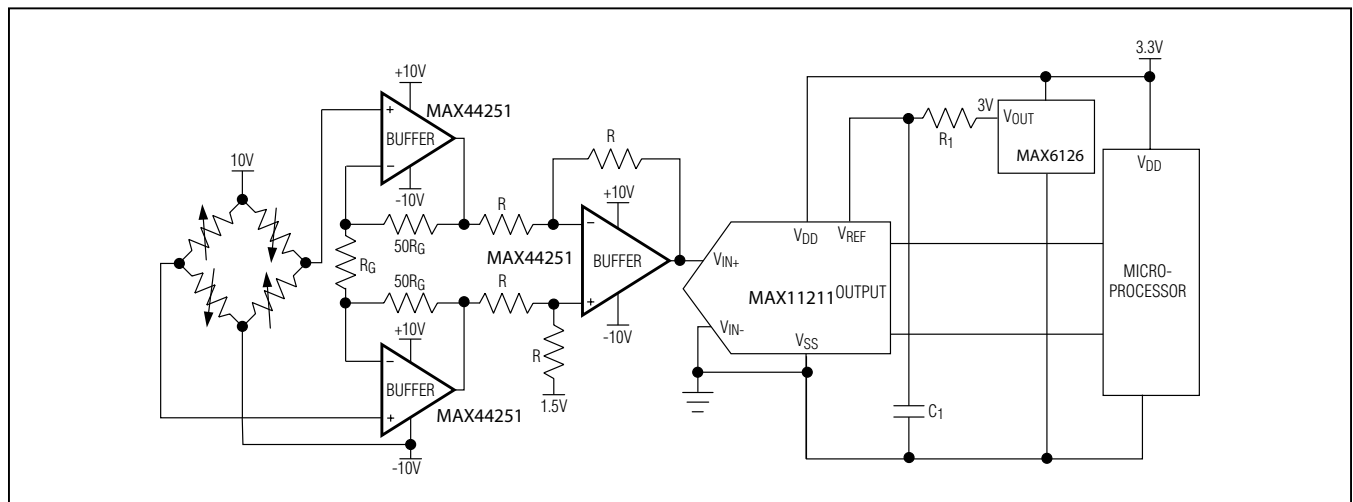 3.3V
+10V
MAX44251
BUFFER
-10V
10V
R
3V
R1
VOUT
MAX6126
VDD
+10V
R
50RG
RG
50RG
MAX44251
R
BUFFER
-10V
R
1.5V
VDD
VREF
VIN+
MAX11211
OUTPUT
VIN-
VSS
MICRO-
PROCESSOR
+10V
BUFFER
MAX44251
-10V
C1